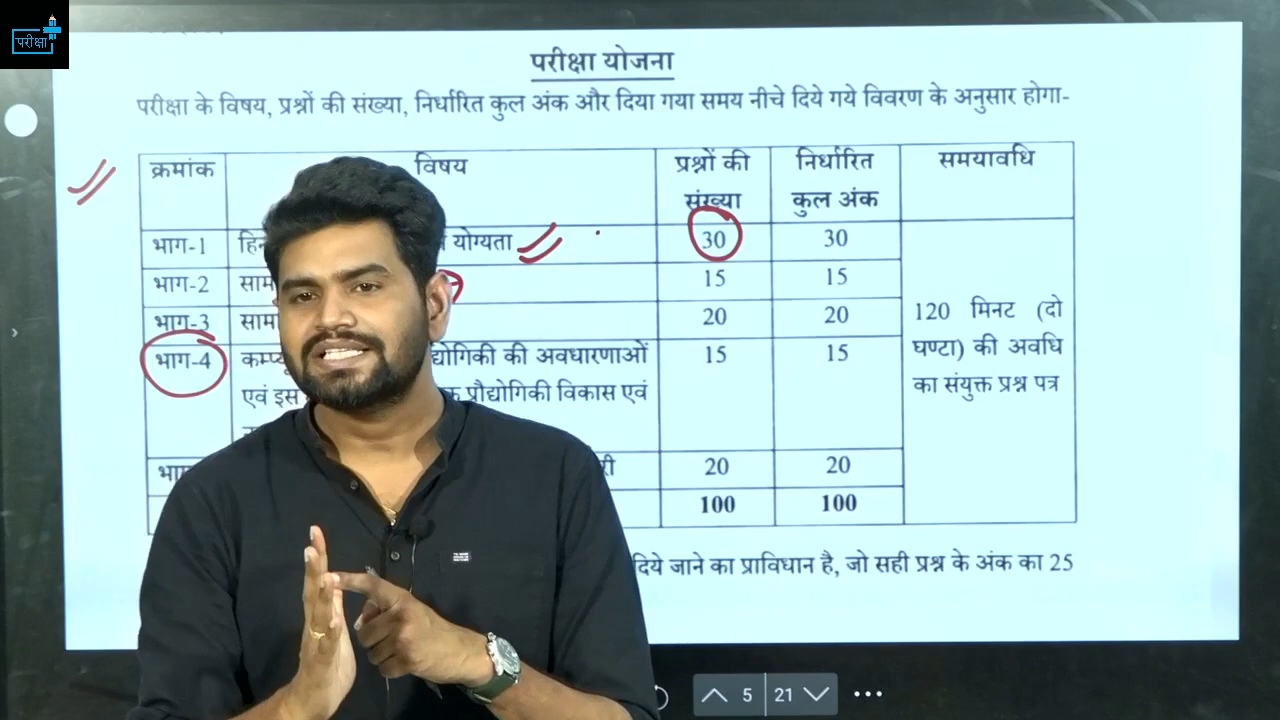 परीक्षा
परीक्षा योजना
परीक्षा के विषय, प्रश्नों की संख्या, निर्धारित कुल अंक और दिया गया समय नीचे दिये गये विवरण के अनुसार होगा-
क्रमांक विषय प्रश्नों की संख्या निर्धारित कुल अंक समयावधि
भाग-1 योग्यता 30 30
भाग-2 15 15
भाग-3 20 20
भाग-4 की अवधारणाओं 15 15
एवं प्रौद्योगिकी विकास एवं
120 मिनट (दो
घण्टा) की अवधि
का संयुक्त प्रश्न पत्र
20 20
100 100
दिये जाने का प्राविधान है, जो सही प्रश्न के अंक का 25
5 21